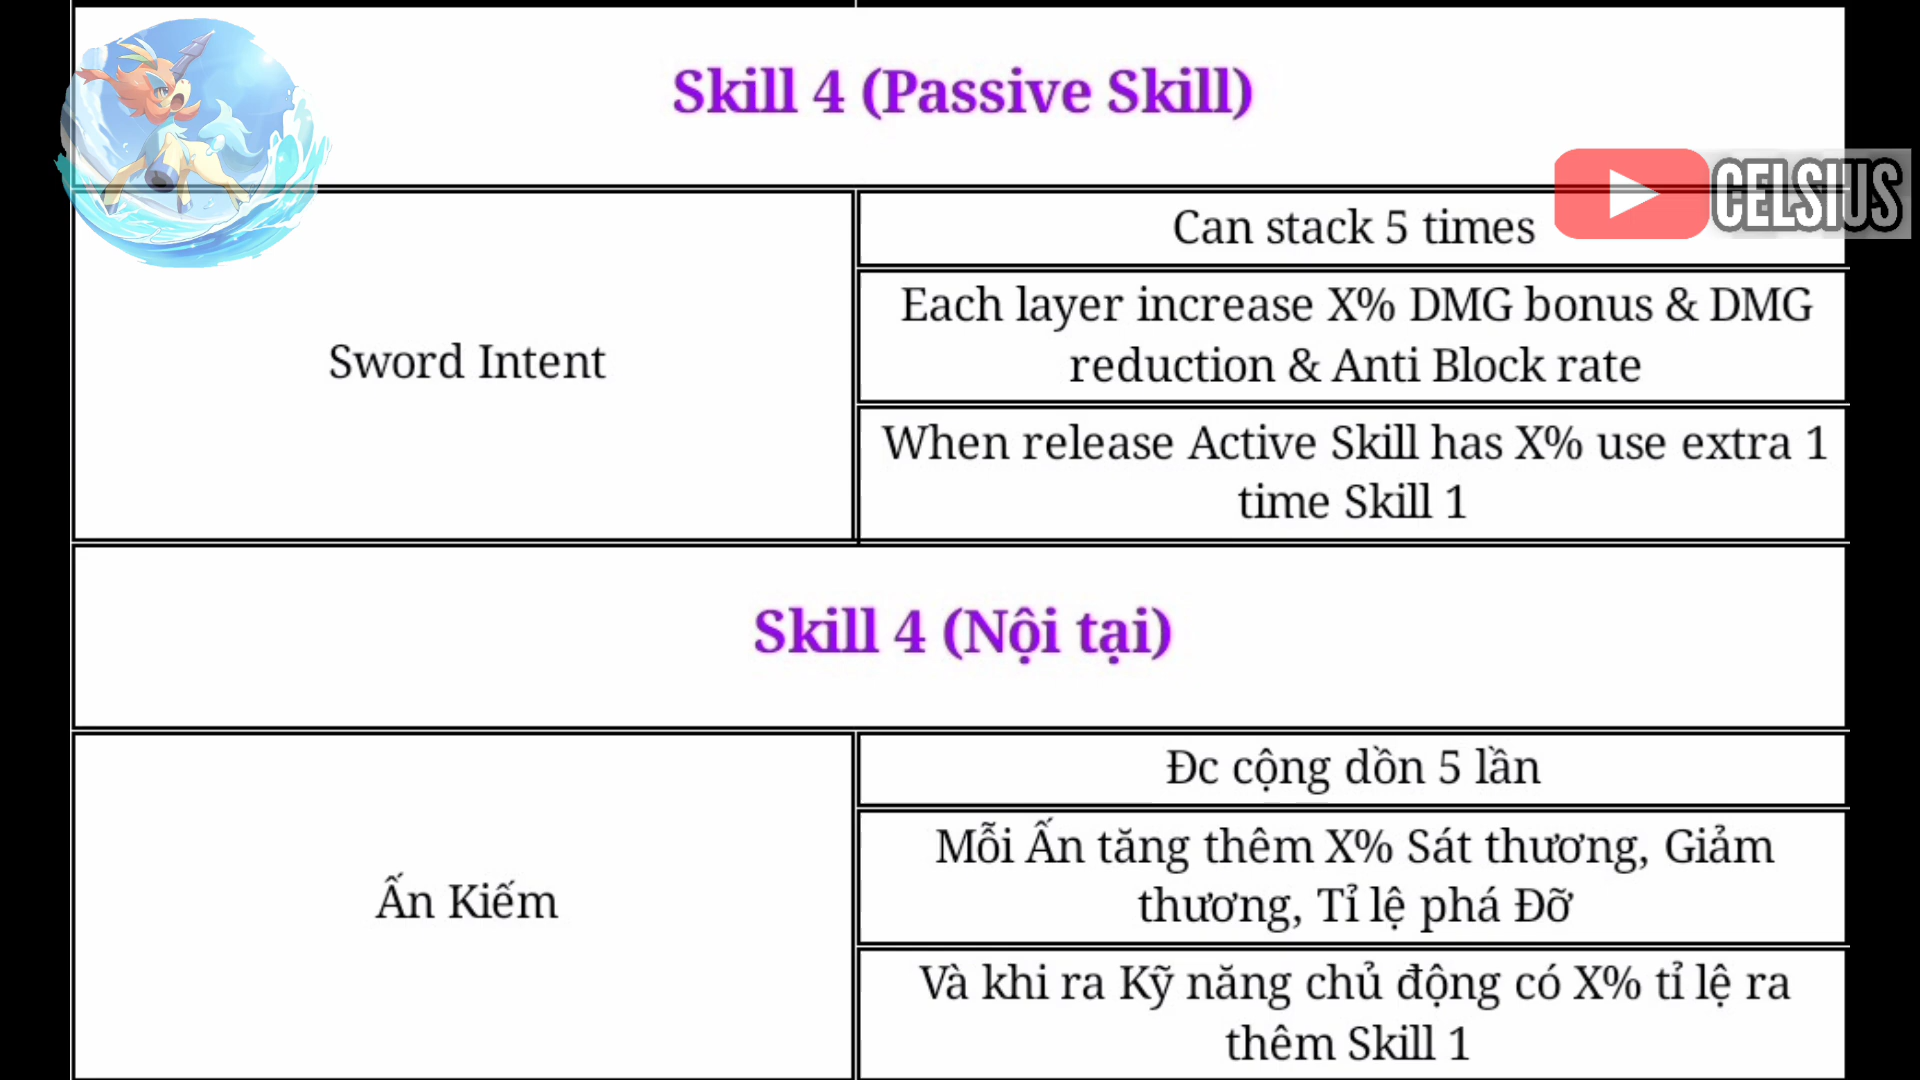 Skill 4 (Passive Skill)
CELSIUS
Sword Intent
Can stack 5 times
Each layer increase X% DMG bonus & DMG
reduction & Anti Block rate
When release Active Skill has X% use extra 1
time Skill 1
Skill 4 (Nội tại)
Ấn Kiếm
Đc cộng dồn 5 lần
Mỗi Ấn tăng thêm X% Sát thương, Giảm
thương, Tỉ lệ phá Đỡ
Và khi ra Kỹ năng chủ động có X% tỉ lệ ra
thêm Skill 1